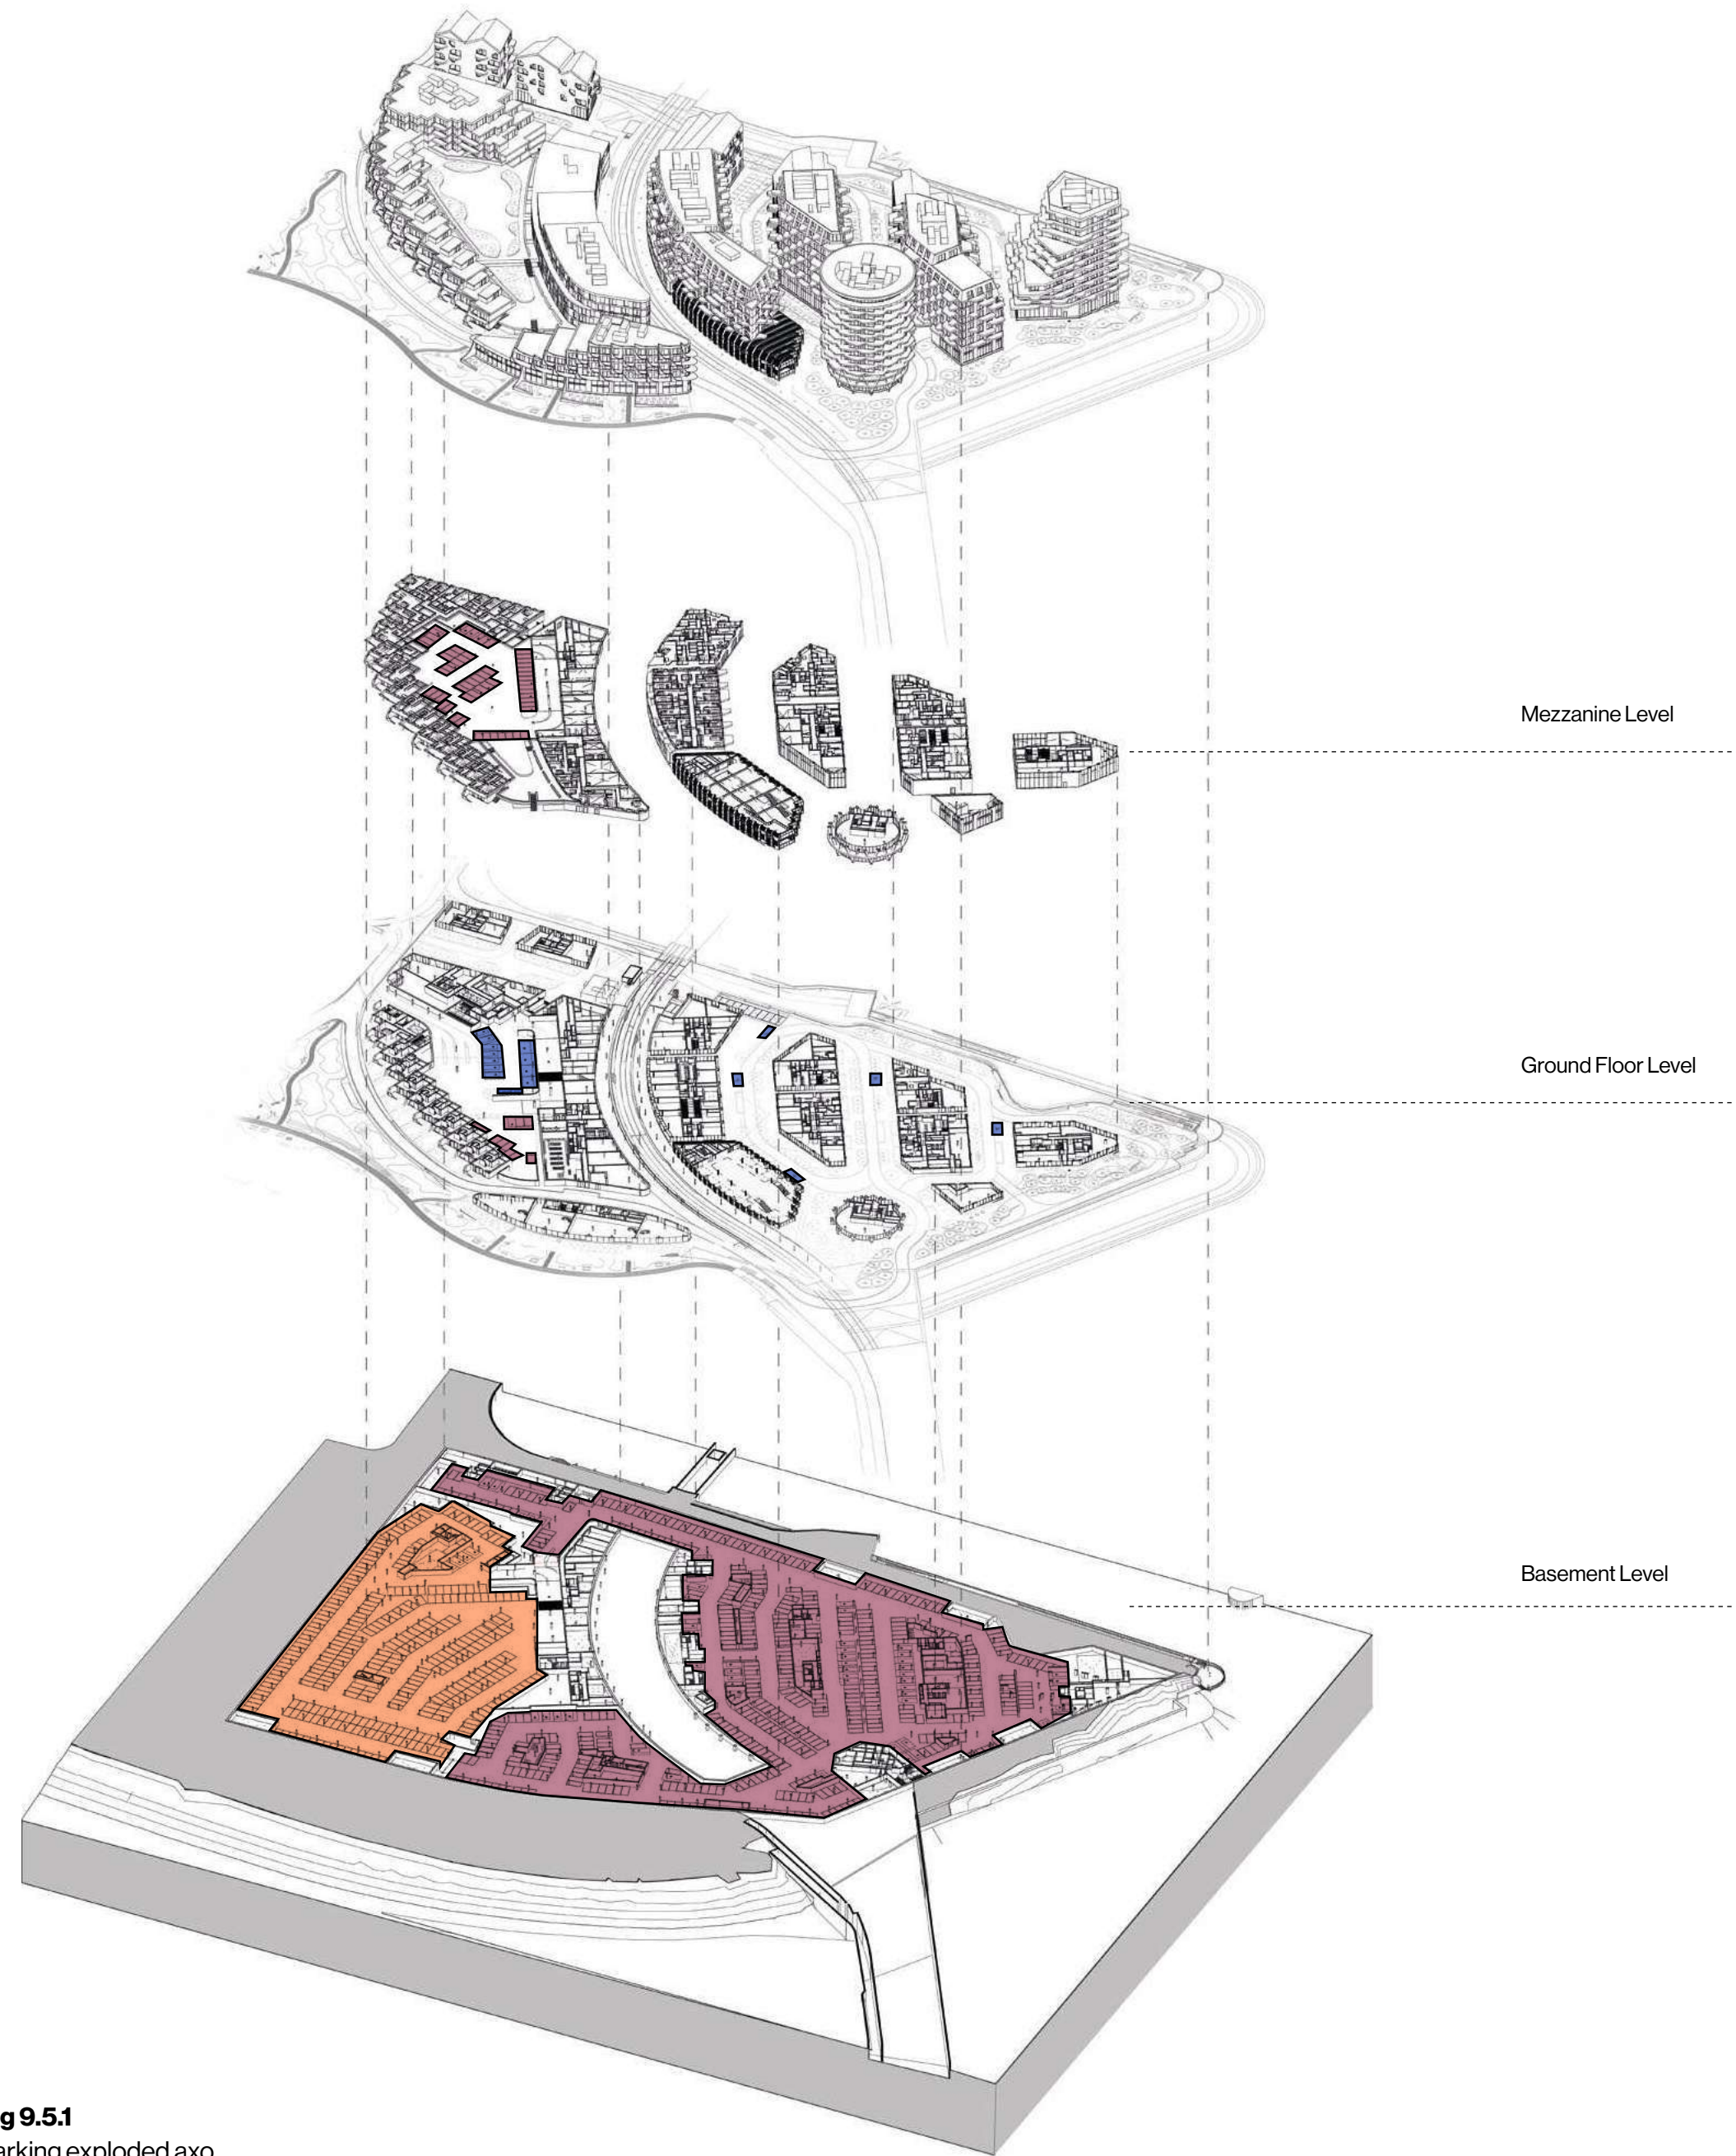 Mezzanine Level
Ground Floor Level
Basement Level
g 9.5.1
arking exploded axo